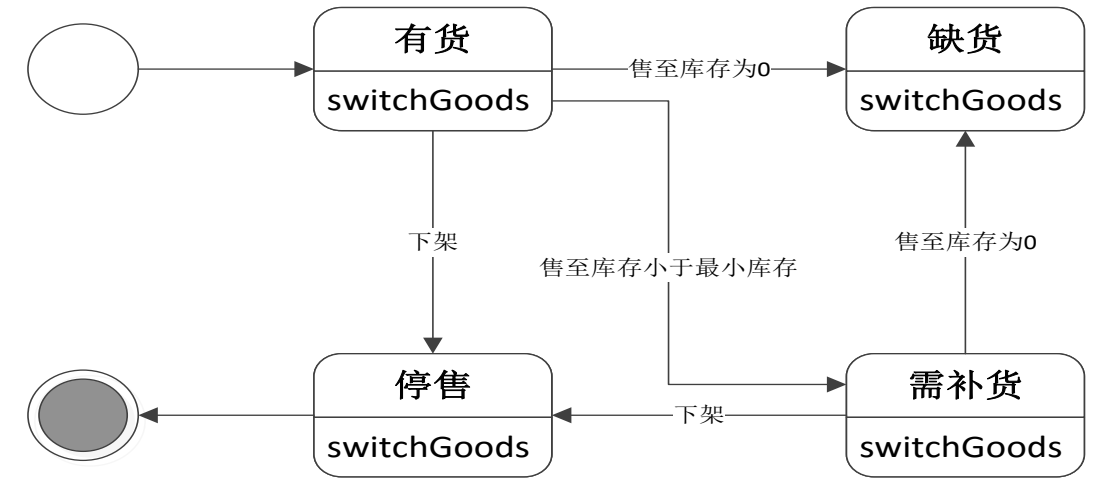 有货
switchGoods
售至库存为0
缺货
switchGoods
下架
售至库存小于最小库存
售至库存为0
停售
switchGoods
下架
需补货
switchGoods